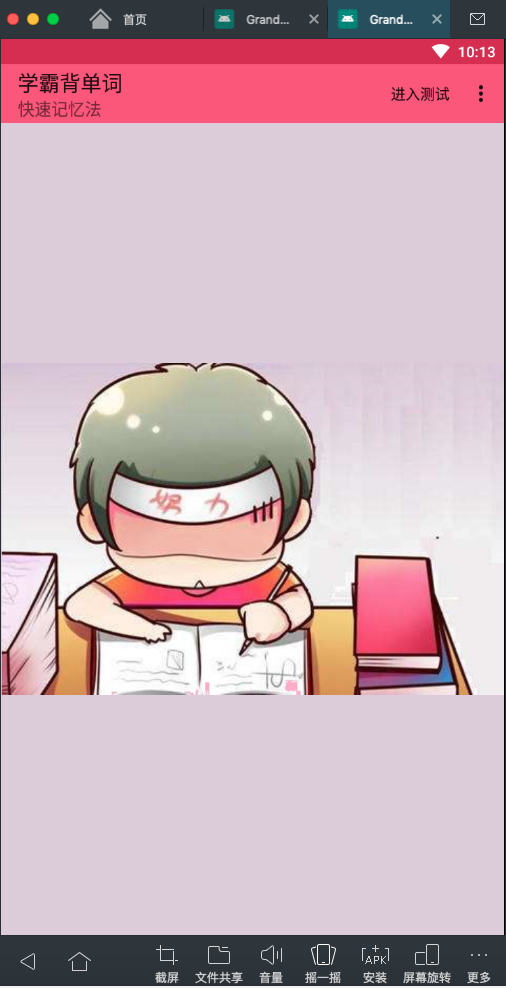 首页
Grand...
Grand...
10:13
学霸背单词
快速记忆法
进入测试
努力
截屏
文件共享
音量
摇一摇
APK
安装
屏幕旋转
更多